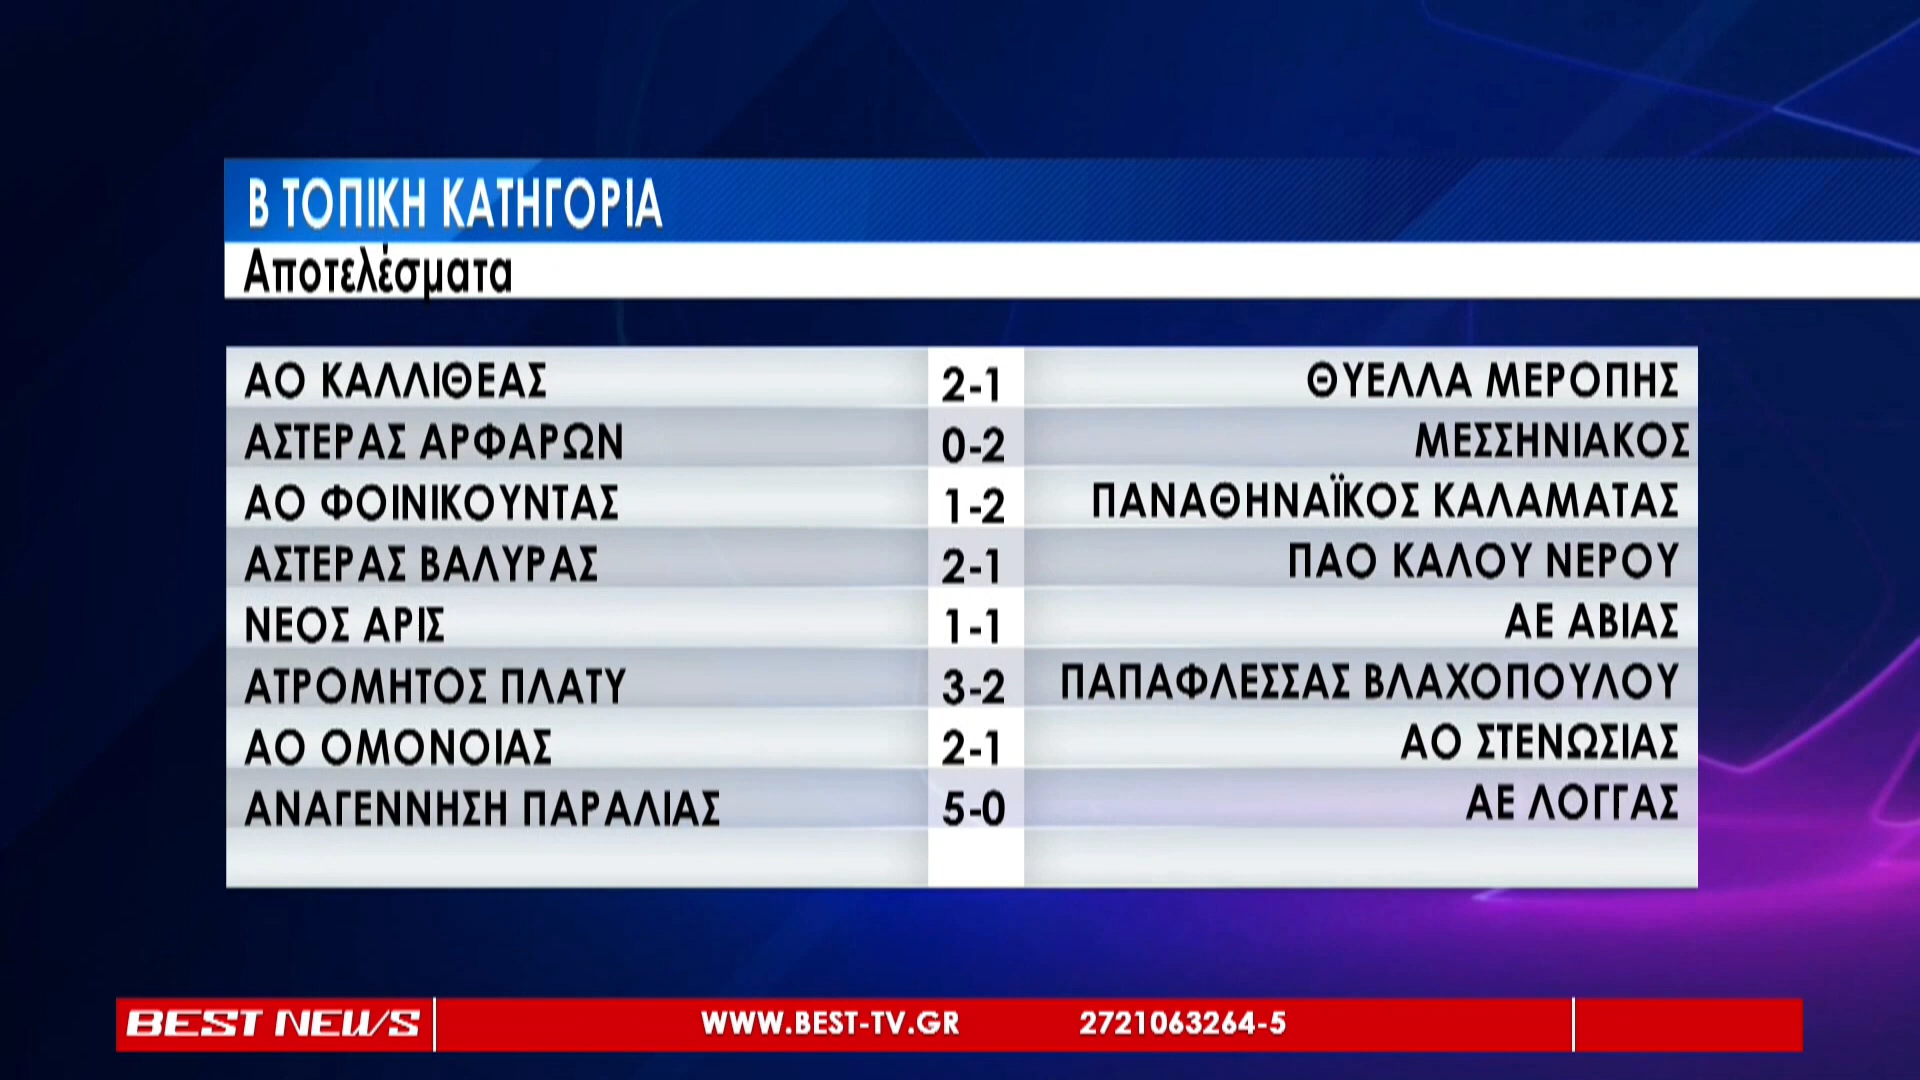 Β ΤΟΠΙΚΗ ΚΑΤΗΓΟΡΙΑ
Αποτελέσματα
ΑΟ ΚΑΛΛΙΘΕΑΣ 2-1 ΘΥΕΛΛΑ ΜΕΡΟΠΗΣ
ΑΣΤΕΡΑΣ ΑΡΦΑΡΩΝ 0-2 ΜΕΣΣΗΝΙΑΚΟΣ
ΑΟ ΦΟΙΝΙΚΟΥΝΤΑΣ 1-2 ΠΑΝΑΘΗΝΑΪΚΟΣ ΚΑΛΑΜΑΤΑΣ
ΑΣΤΕΡΑΣ ΒΑΛΥΡΑΣ 2-1 ΠΑΟ ΚΑΛΟΥ ΝΕΡΟΥ
ΝΕΟΣ ΑΡΙΣ 1-1 ΑΕ ΑΒΙΑΣ
ΑΤΡΟΜΗΤΟΣ ΠΛΑΤΥ 3-2 ΠΑΠΑΦΛΕΣΣΑΣ ΒΛΑΧΟΠΟΥΛΟΥ
ΑΟ ΟΜΟΝΟΙΑΣ 2-1 ΑΟ ΣΤΕΝΩΣΙΑΣ
ΑΝΑΓΕΝΝΗΣΗ ΠΑΡΑΛΙΑΣ 5-0 ΑΕ ΛΟΓΓΑΣ
BEST NEWS WWW.BEST-TV.GR 2721063264-5